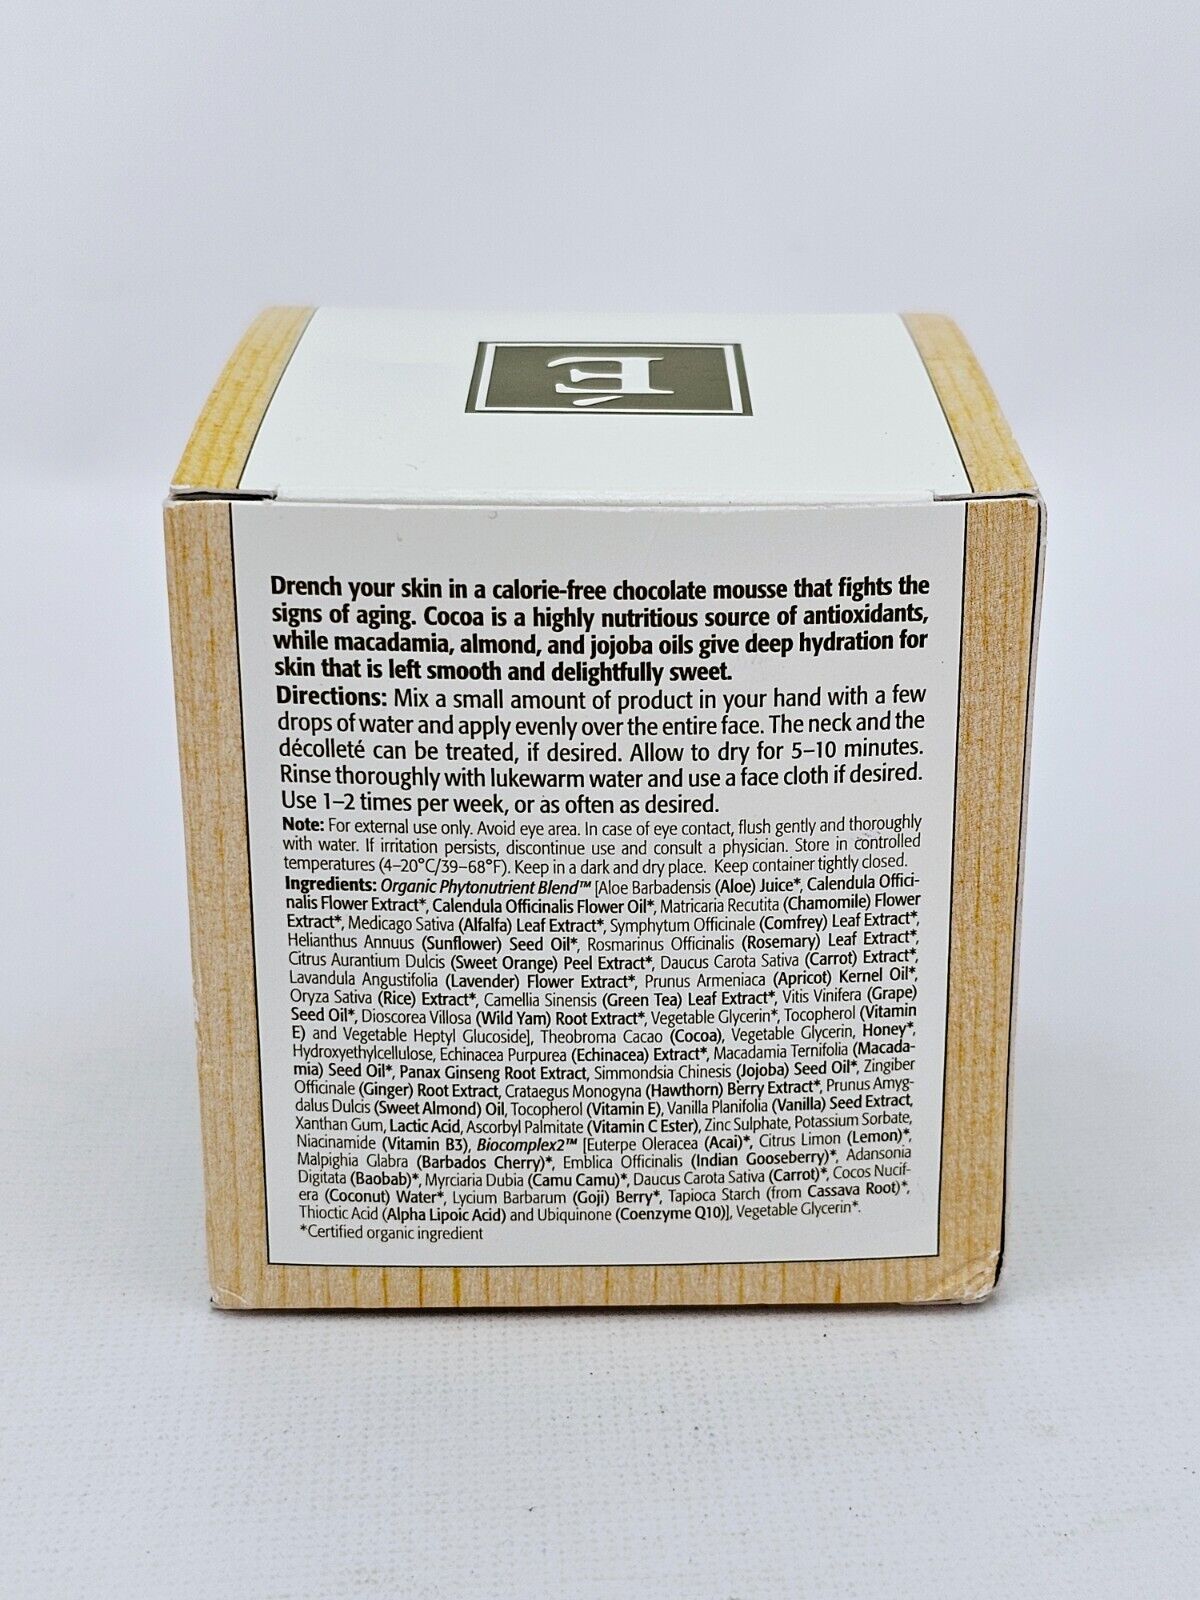 É
Drench your skin in a calorie-free chocolate mousse that fights the
signs of aging. Cocoa is a highly nutritious source of antioxidants,
while macadamia, almond, and jojoba oils give deep hydration for
skin that is left smooth and delightfully sweet.
Directions: Mix a small amount of product in your hand with a few
drops of water and apply evenly over the entire face. The neck and the
décolleté can be treated, if desired. Allow to dry for 5–10 minutes.
Rinse thoroughly with lukewarm water and use a face cloth if desired.
Use 1–2 times per week, or as often as desired.
Note: For external use only. Avoid eye area. In case of eye contact, flush gently and thoroughly
with water. If irritation persists, discontinue use and consult a physician. Store in controlled
temperatures (4–20°C/39–68°F). Keep in a dark and dry place. Keep container tightly closed.
Ingredients: Organic Phytonutrient Blend™ [Aloe Barbadensis (Aloe) Juice*, Calendula Offici-
nalis Flower Extract*, Calendula Officinalis Flower Oil*, Matricaria Recutita (Chamomile) Flower
Extract*, Medicago Sativa (Alfalfa) Leaf Extract*, Symphytum Officinale (Comfrey) Leaf Extract*,
Helianthus Annuus (Sunflower) Seed Oil*, Rosmarinus Officinalis (Rosemary) Leaf Extract*,
Citrus Aurantium Dulcis (Sweet Orange) Peel Extract*, Daucus Carota Sativa (Carrot) Extract*,
Lavandula Angustifolia (Lavender) Flower Extract*, Prunus Armeniaca (Apricot) Kernel Oil*,
Oryza Sativa (Rice) Extract*, Camellia Sinensis (Green Tea) Leaf Extract*, Vitis Vinifera (Grape)
Seed Oil*, Dioscorea Villosa (Wild Yam) Root Extract*, Vegetable Glycerin*, Tocopherol (Vitamin
E) and Vegetable Heptyl Glucoside], Theobroma Cacao (Cocoa), Vegetable Glycerin, Honey*,
Hydroxyethylcellulose, Echinacea Purpurea (Echinacea) Extract*, Macadamia Ternifolia (Macada-
mia) Seed Oil*, Panax Ginseng Root Extract, Simmondsia Chinesis (Jojoba) Seed Oil*, Zingiber
Officinale (Ginger) Root Extract, Crataegus Monogyna (Hawthorn) Berry Extract*, Prunus Amyg-
dalus Dulcis (Sweet Almond) Oil, Tocopherol (Vitamin E), Vanilla Planifolia (Vanilla) Seed Extract,
Xanthan Gum, Lactic Acid, Ascorbyl Palmitate (Vitamin C Ester), Zinc Sulphate, Potassium Sorbate,
Niacinamide (Vitamin B3), Biocomplex2™ [Euterpe Oleracea (Acai)*, Citrus Limon (Lemon)*,
Malpighia Glabra (Barbados Cherry)*, Emblica Officinalis (Indian Gooseberry)*, Adansonia
Digitata (Baobab)*, Myrciaria Dubia (Camu Camu)*, Daucus Carota Sativa (Carrot)*, Cocos Nucif-
era (Coconut) Water*, Lycium Barbarum (Goji) Berry*, Tapioca Starch (from Cassava Root)*,
Thioctic Acid (Alpha Lipoic Acid) and Ubiquinone (Coenzyme Q10)], Vegetable Glycerin*.
*Certified organic ingredient